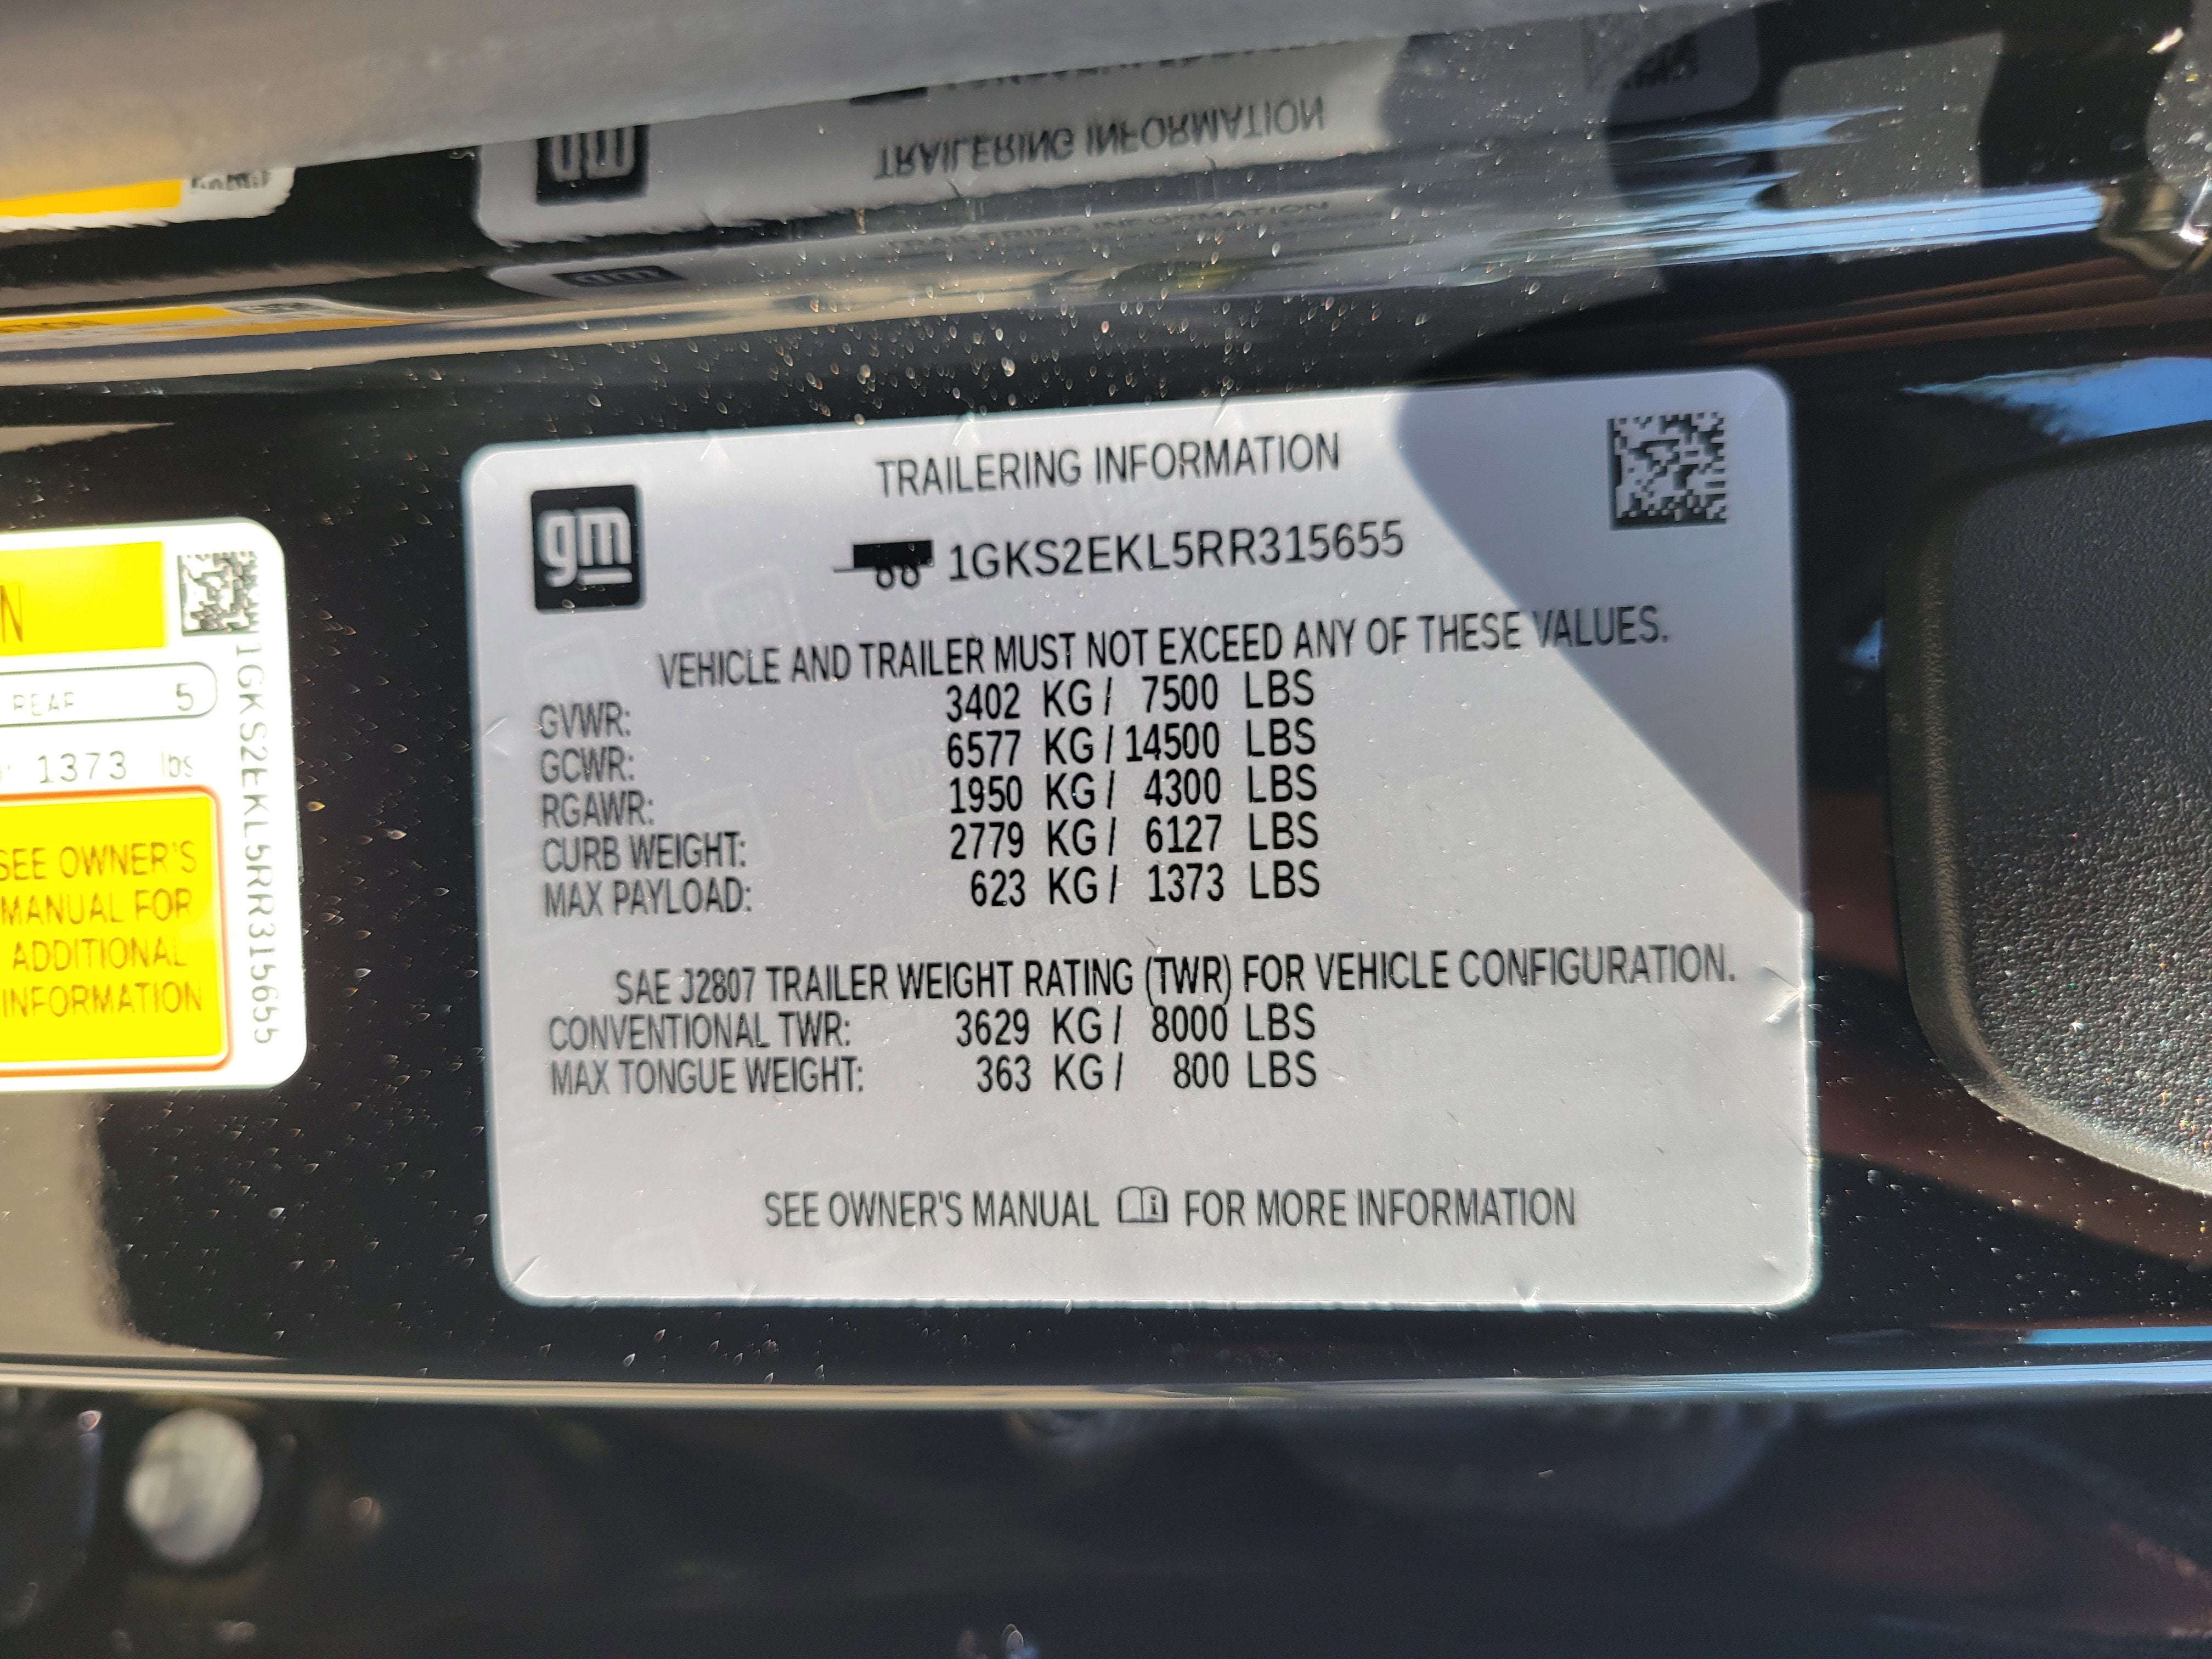 TRAILERING INFORMATION
gm
1GKS2EKL5RR315655
VEHICLE AND TRAILER MUST NOT EXCEED ANY OF THESE VALUES.
GVWR: 3402 KG / 7500 LBS
GCWR: 6577 KG / 14500 LBS
RGAWR: 1950 KG / 4300 LBS
CURB WEIGHT: 2779 KG / 6127 LBS
MAX PAYLOAD: 623 KG / 1373 LBS
SAE J2807 TRAILER WEIGHT RATING (TWR) FOR VEHICLE CONFIGURATION.
CONVENTIONAL TWR: 3629 KG / 8000 LBS
MAX TONGUE WEIGHT: 363 KG / 800 LBS
SEE OWNER'S MANUAL FOR MORE INFORMATION
N
REAR 5
1373 lbs
SEE OWNER'S
MANUAL FOR
ADDITIONAL
INFORMATION
1GKS2EKL5RR315655
TRAILERING INFORMATION
gm
TRAILERING INFORMATION
gm